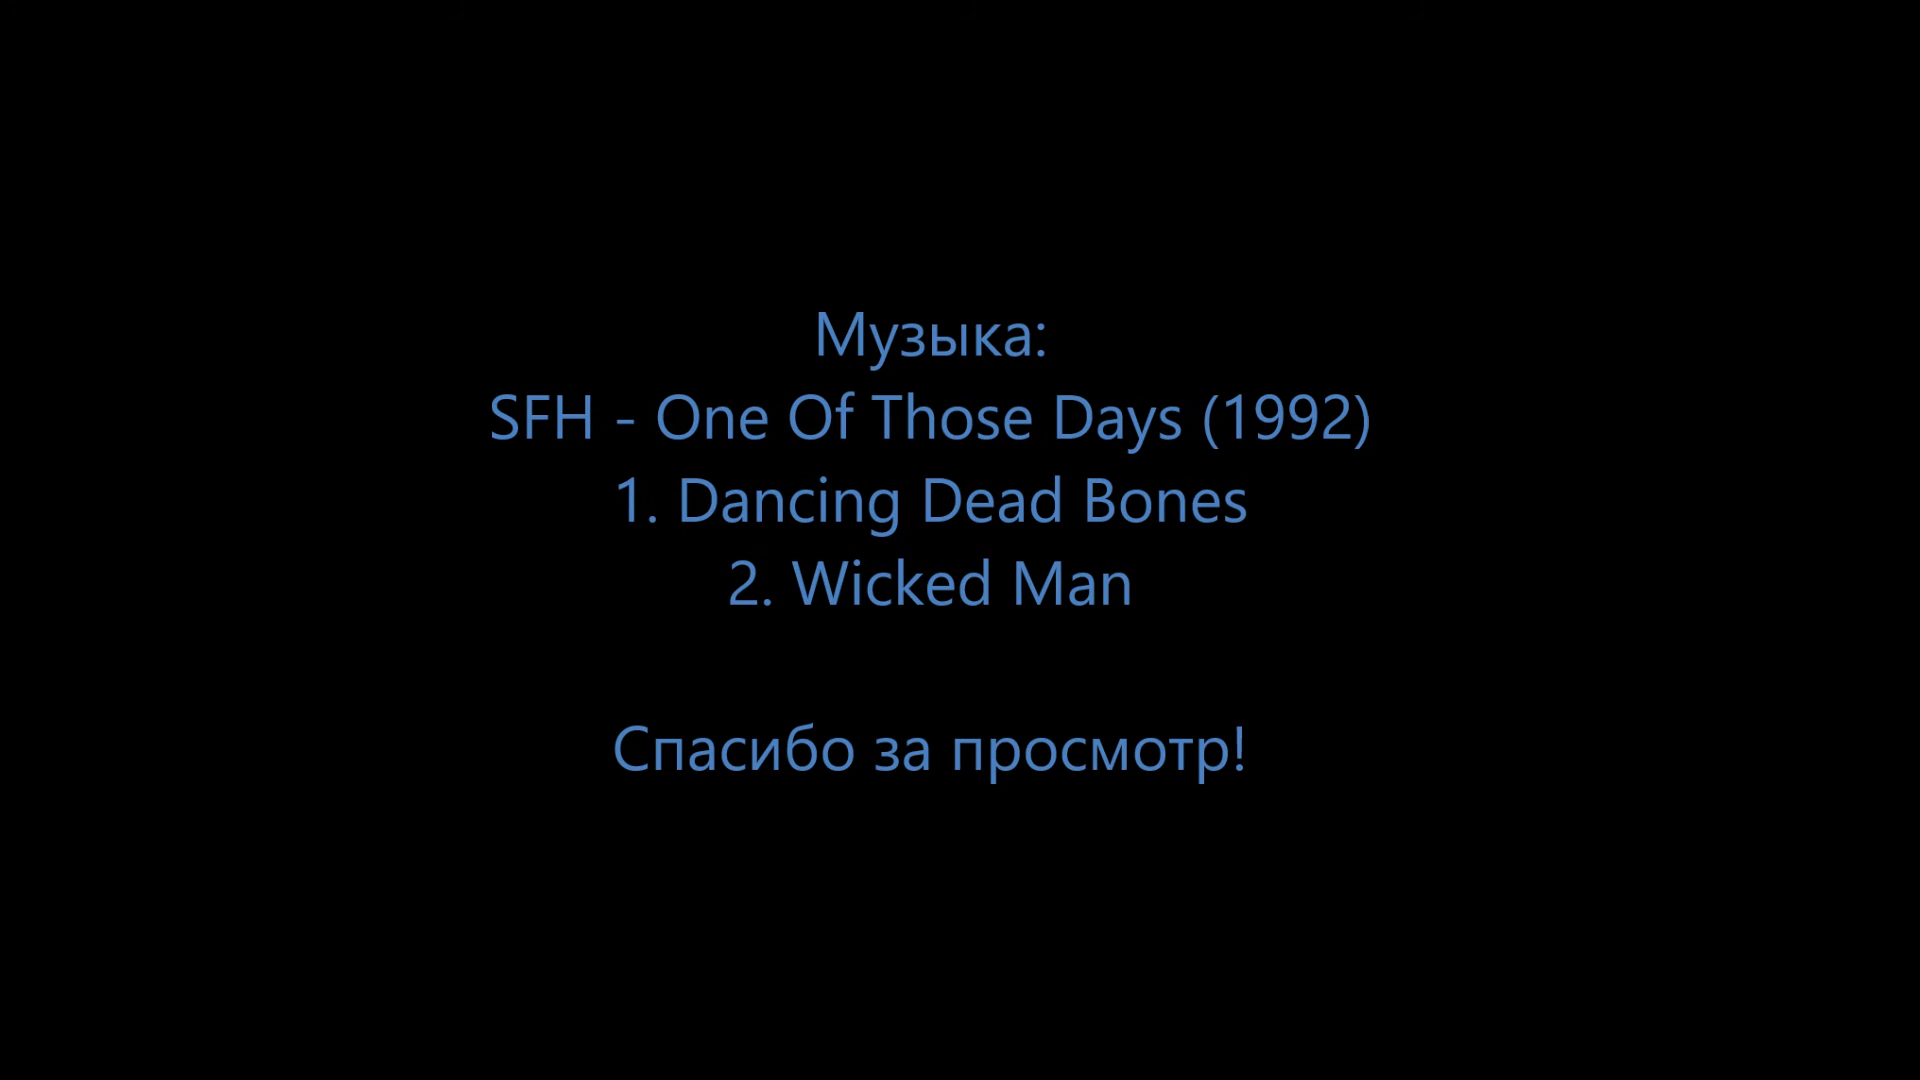 Музыка:
SFH - One Of Those Days (1992)
1. Dancing Dead Bones
2. Wicked Man
Спасибо за просмотр!